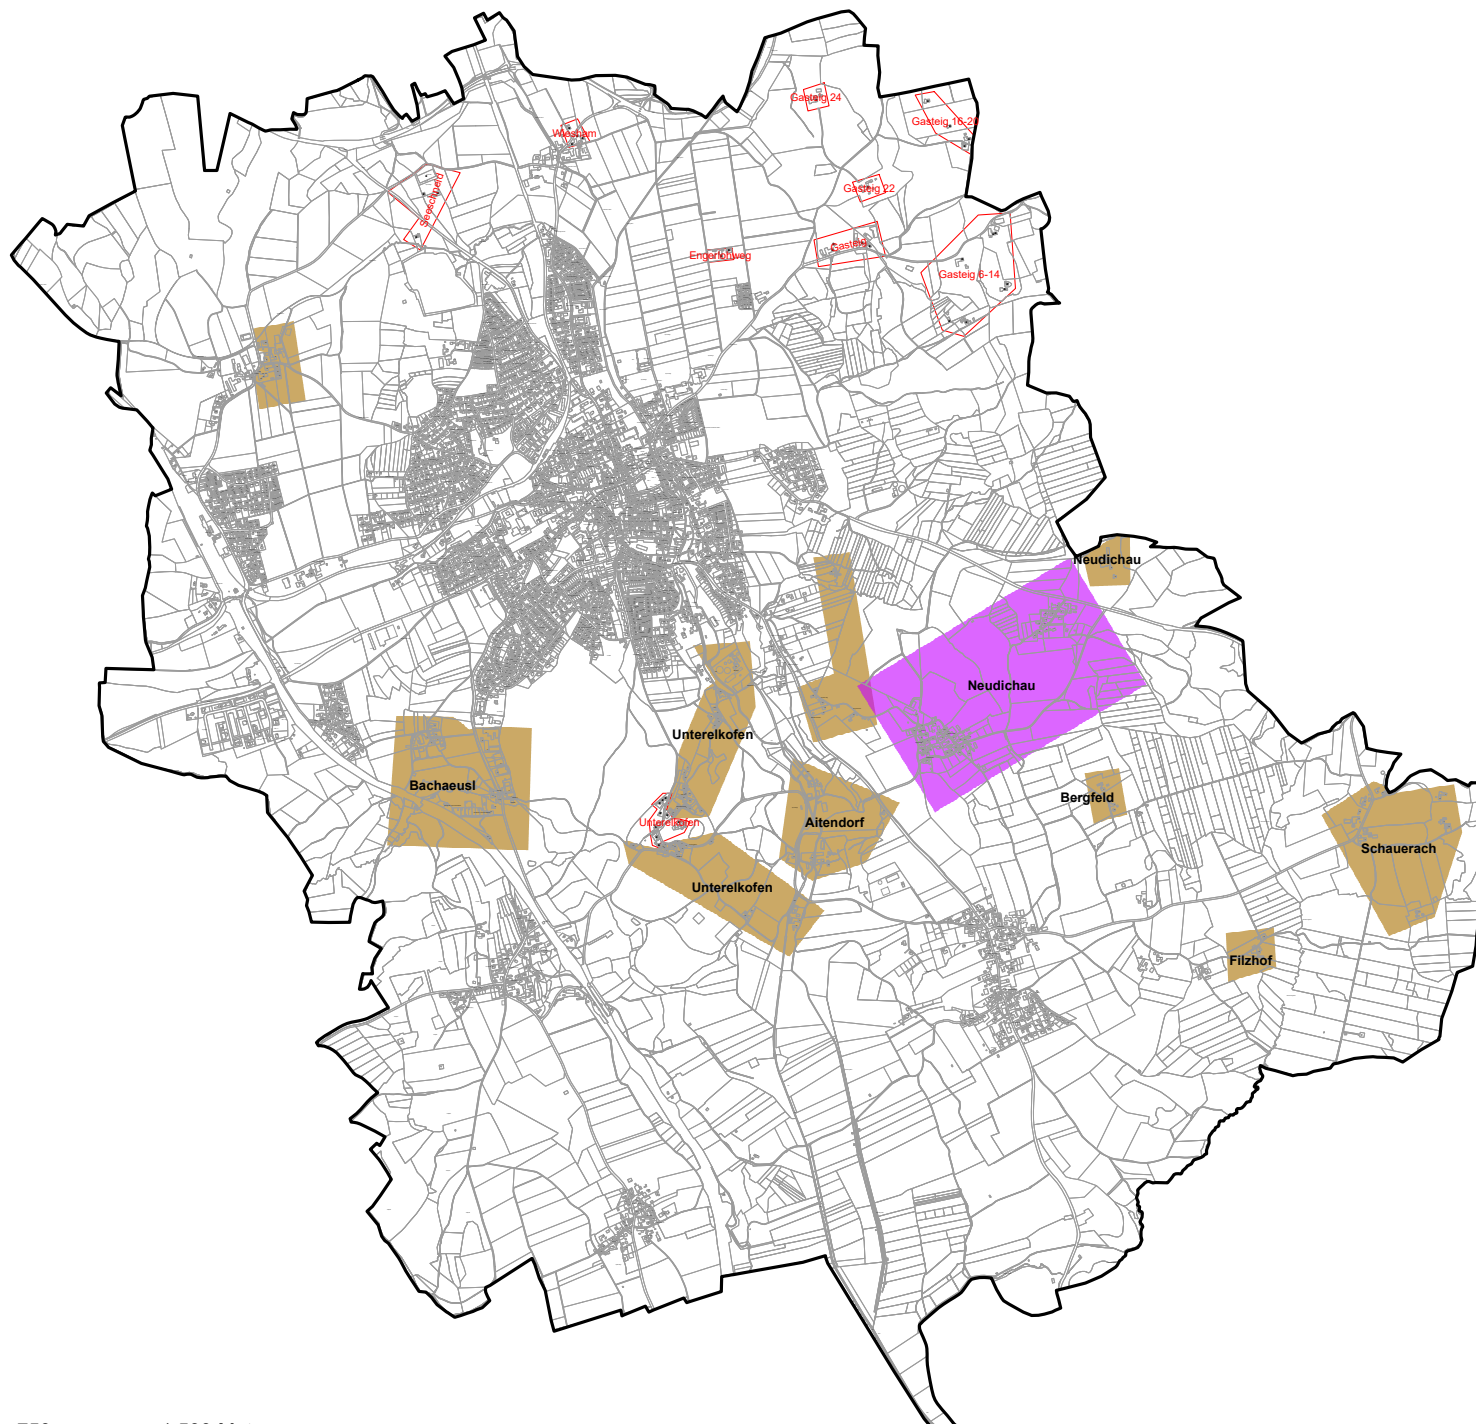 Gasteig 24
Gasteig 16-20
Wiesham
Gasteig 22
Gasteig
Gasteig 6-14
Neudichau
Neudichau
Unterelkofen
Bachaeusl
Bergfeld
Unterelkofen
Aitendorf
Schauerach
Unterelkofen
Filzhof